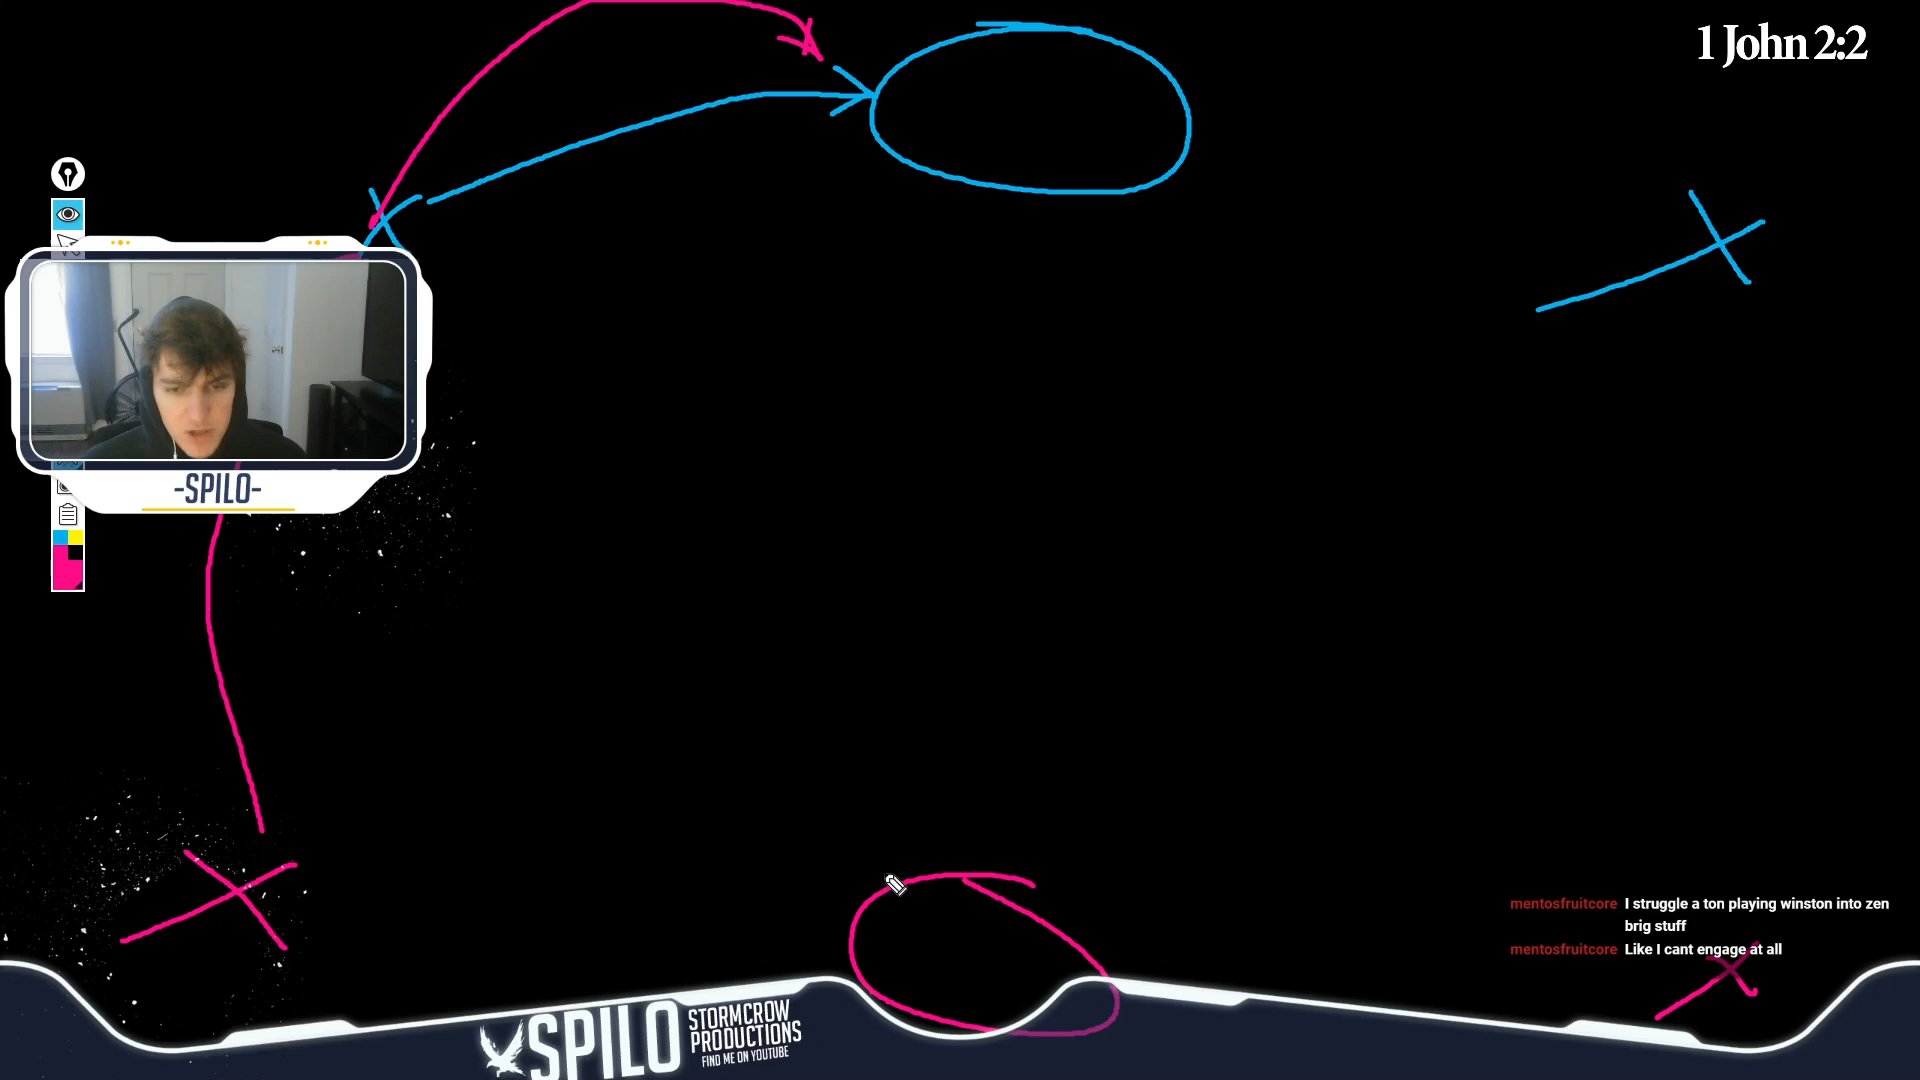 1 John 2:2
-SPILO-
mentosfruitcore I struggle a ton playing winston into zen
brig stuff
mentosfruitcore Like I cant engage at all
SPILO
STORMCROW
PRODUCTIONS
FIND ME ON YOUTUBE